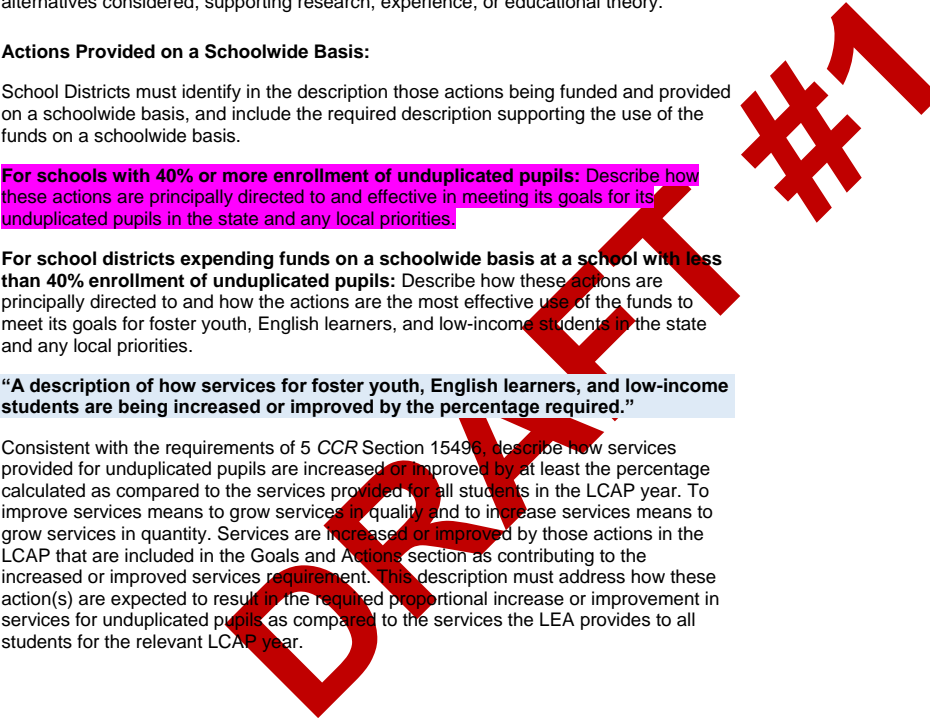 alternatives considered, supporting research, experience, or educational theory.
Actions Provided on a Schoolwide Basis:
School Districts must identify in the description those actions being funded and provided
on a schoolwide basis, and include the required description supporting the use of the
funds on a schoolwide basis.
For schools with 40% or more enrollment of unduplicated pupils: Describe how
these actions are principally directed to and effective in meeting its goals for its
unduplicated pupils in the state and any local priorities.
For school districts expending funds on a schoolwide basis at a school with less
than 40% enrollment of unduplicated pupils: Describe how these actions are
principally directed to and how the actions are the most effective use of the funds to
meet its goals for foster youth, English learners, and low-income students in the state
and any local priorities.
“A description of how services for foster youth, English learners, and low-income
students are being increased or improved by the percentage required.”
Consistent with the requirements of 5 CCR Section 15496, describe how services
provided for unduplicated pupils are increased or improved by at least the percentage
calculated as compared to the services provided for all students in the LCAP year. To
improve services means to grow services in quality and to increase services means to
grow services in quantity. Services are increased or improved by those actions in the
LCAP that are included in the Goals and Actions section as contributing to the
increased or improved services requirement. This description must address how these
action(s) are expected to result in the required proportional increase or improvement in
services for unduplicated pupils as compared to the services the LEA provides to all
students for the relevant LCAP year.
DRAFT #1